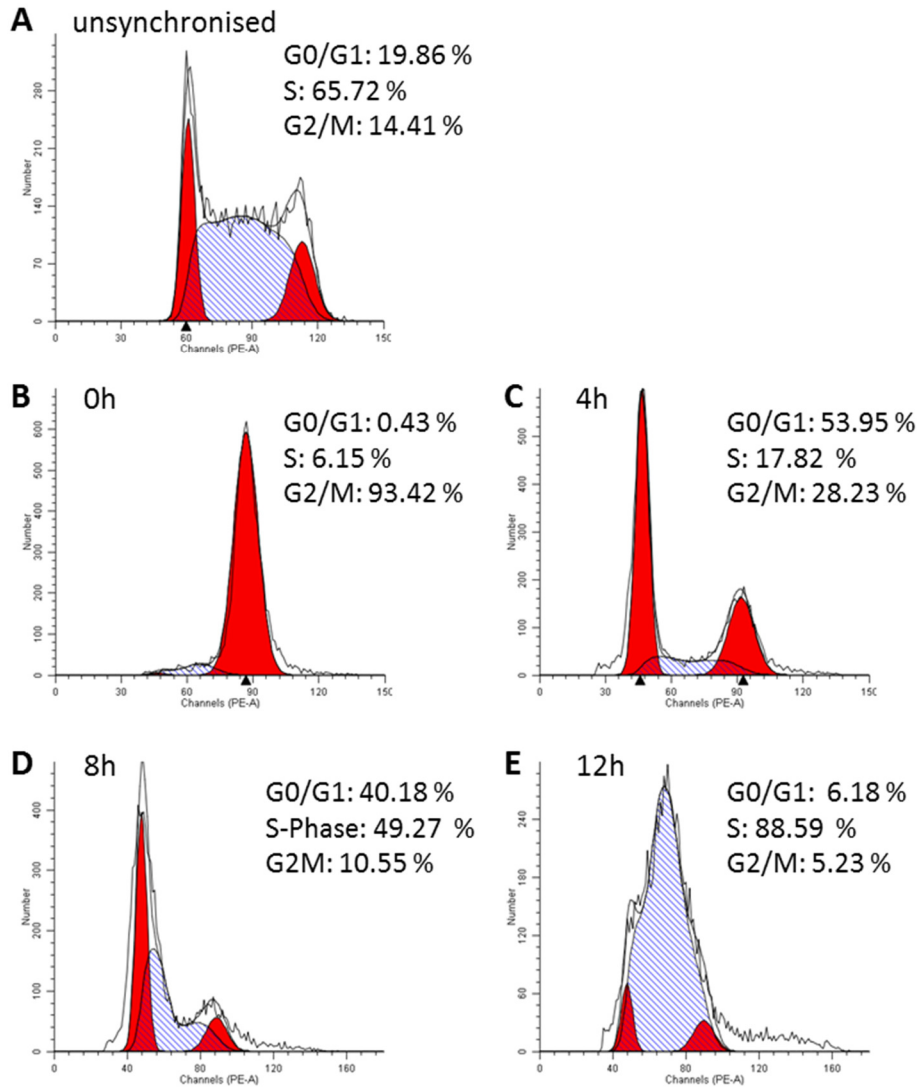 A unsynchronised
G0/G1: 19.86 %
S: 65.72 %
G2/M: 14.41 %
Number
280
210
140
70
0
0 30 60 90 120 150
Channels (PE-A)
B 0h
G0/G1: 0.43 %
S: 6.15 %
G2/M: 93.42 %
Number
600
500
400
300
200
100
0
0 30 60 90 120 150
Channels (PE-A)
C 4h
G0/G1: 53.95 %
S: 17.82 %
G2/M: 28.23 %
Number
500
400
300
200
100
0
0 30 60 90 120 150
Channels (PE-A)
D 8h
G0/G1: 40.18 %
S-Phase: 49.27 %
G2M: 10.55 %
Number
400
300
200
100
0
0 40 80 120 160
Channels (PE-A)
E 12h
G0/G1: 6.18 %
S: 88.59 %
G2/M: 5.23 %
Number
240
180
120
60
0
0 40 80 120 160
Channels (PE-A)